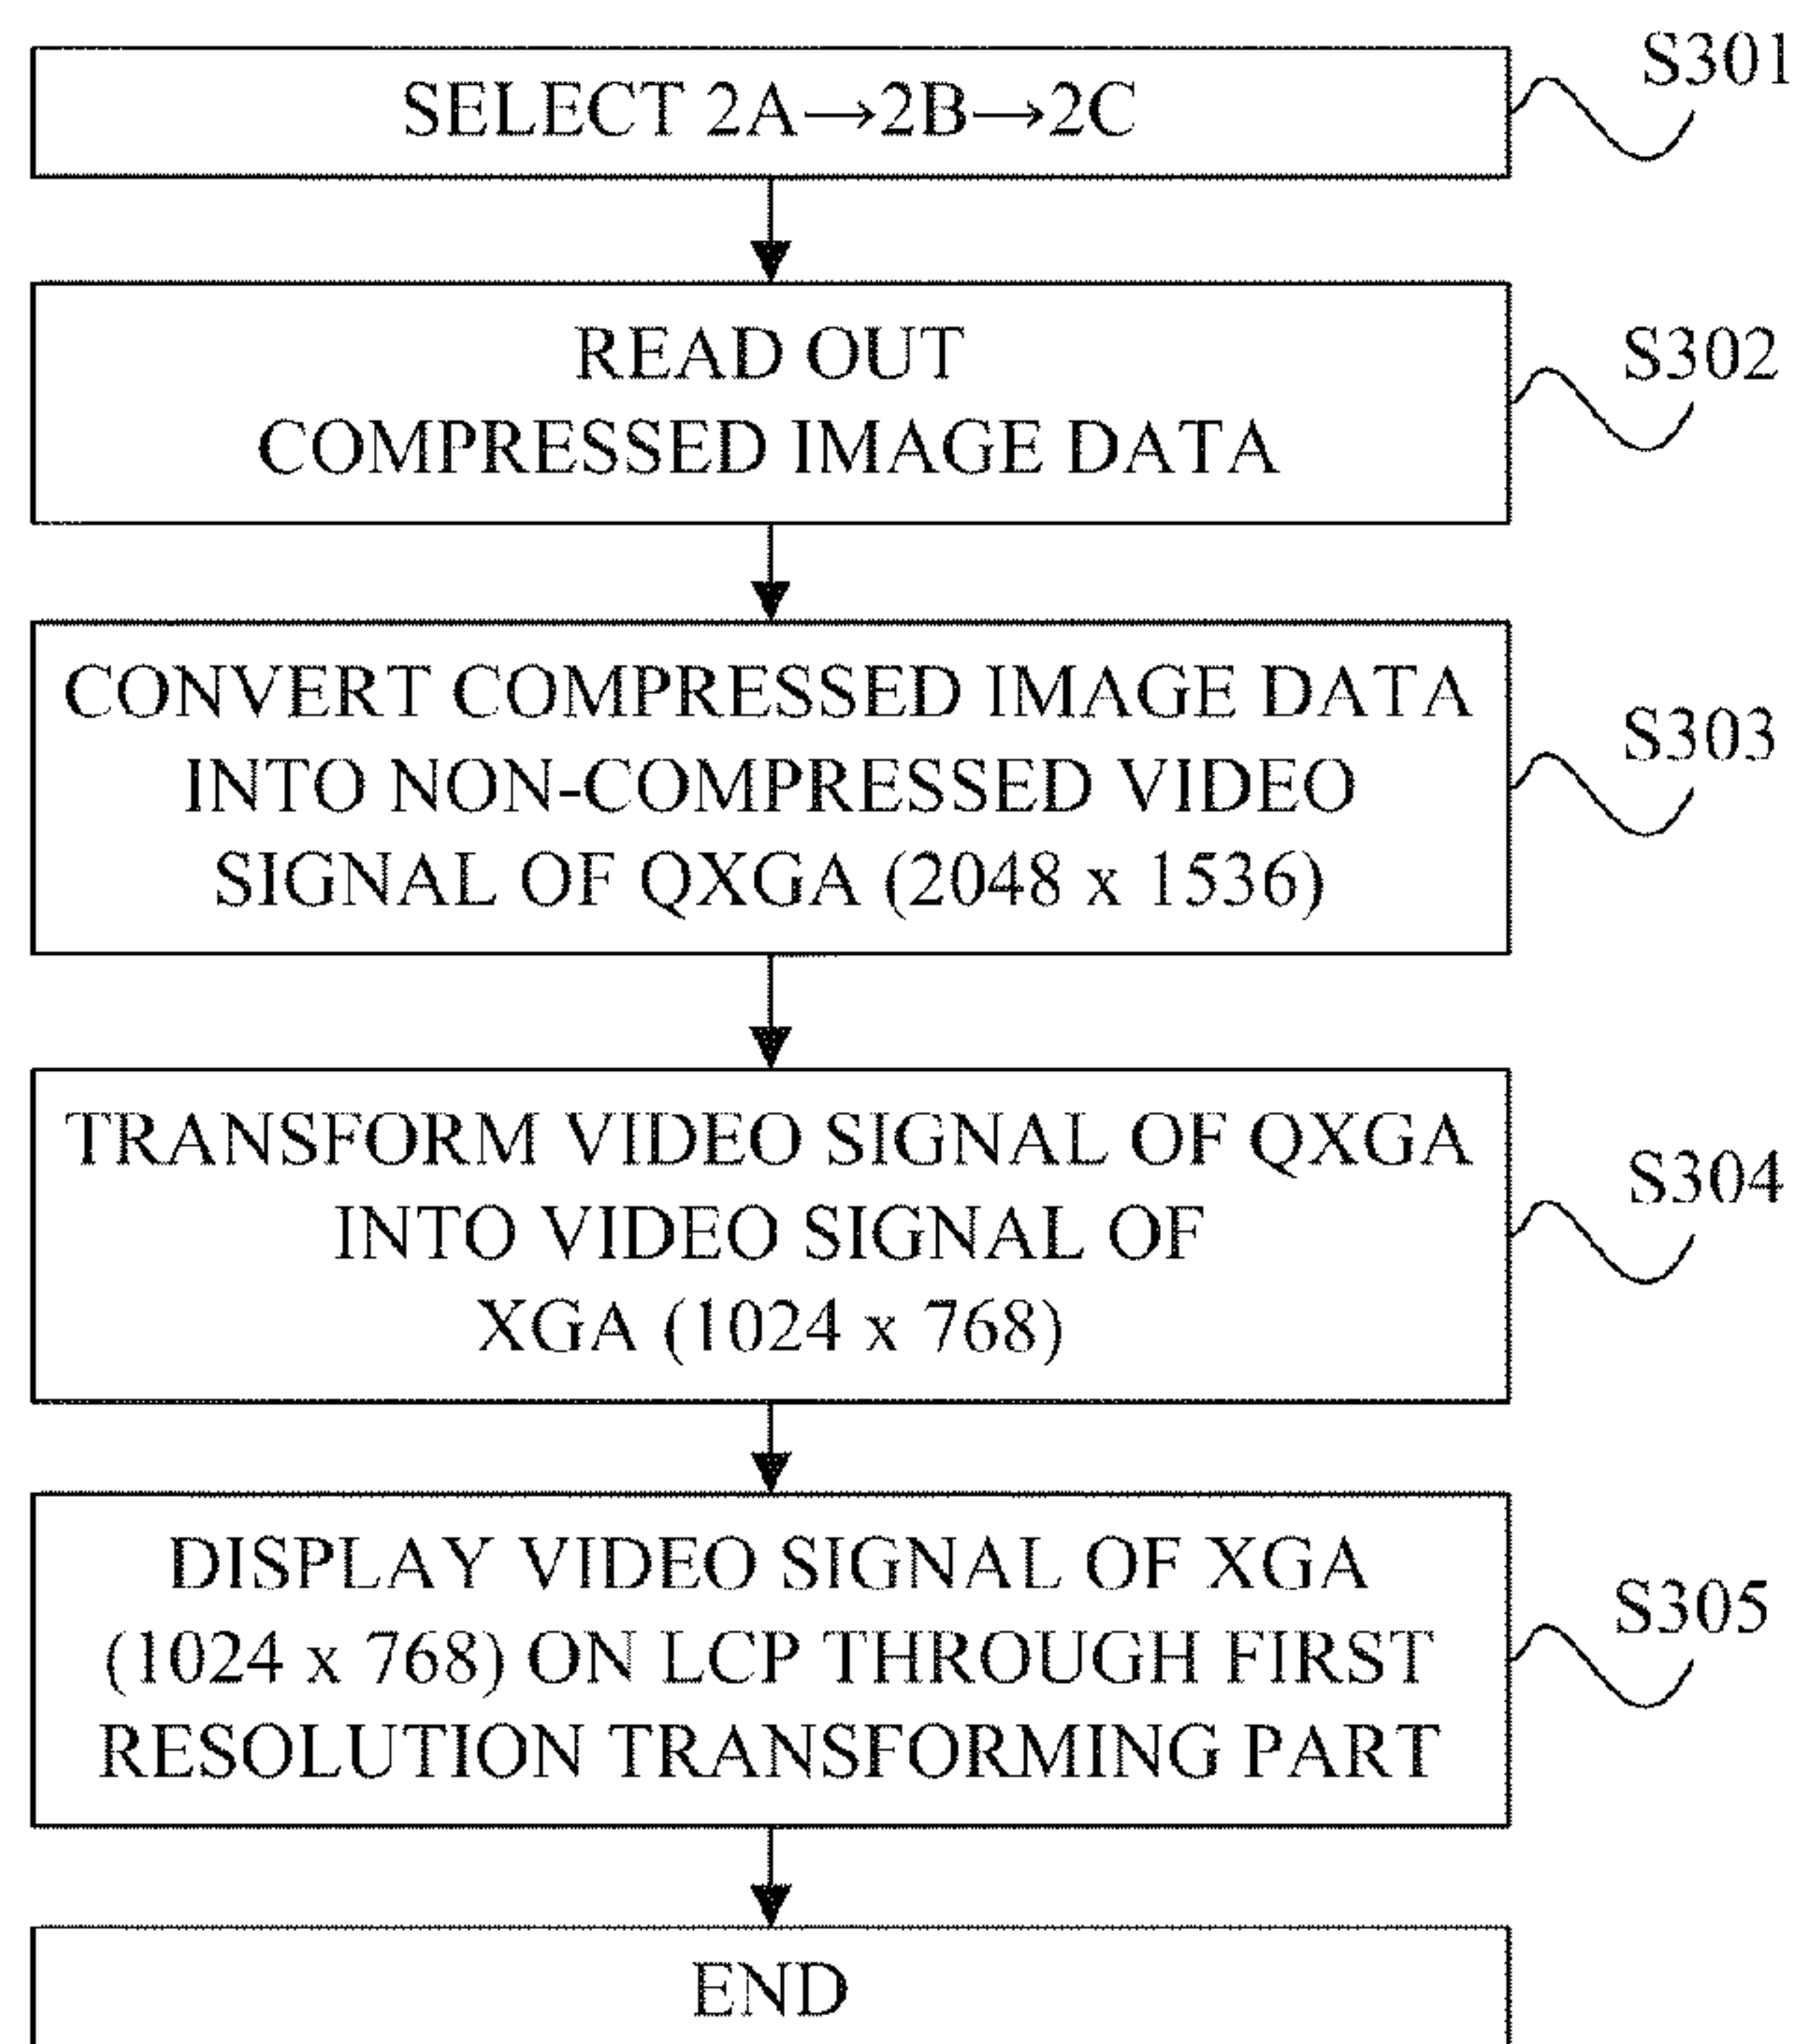 SELECT 2A→2B→2C
S301
READ OUT
COMPRESSED IMAGE DATA
S302
CONVERT COMPRESSED IMAGE DATA
INTO NON-COMPRESSED VIDEO
SIGNAL OF QXGA (2048 x 1536)
S303
TRANSFORM VIDEO SIGNAL OF QXGA
INTO VIDEO SIGNAL OF
XGA (1024 x 768)
S304
DISPLAY VIDEO SIGNAL OF XGA
(1024 x 768) ON LCP THROUGH FIRST
RESOLUTION TRANSFORMING PART
S305
END